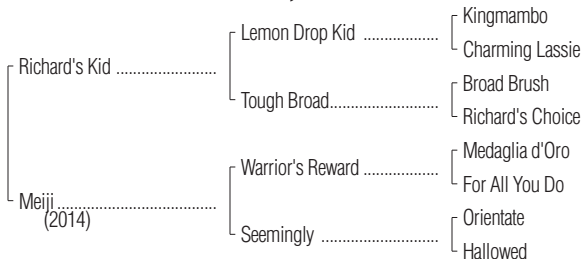 Kingmambo
Lemon Drop Kid ..................
Charming Lassie
Richard's Kid ........................
Broad Brush
Tough Broad..........................
Richard's Choice
Medaglia d'Oro
Warrior's Reward ..................
For All You Do
Meiji......................................
(2014)
Orientate
Seemingly ............................
Hallowed